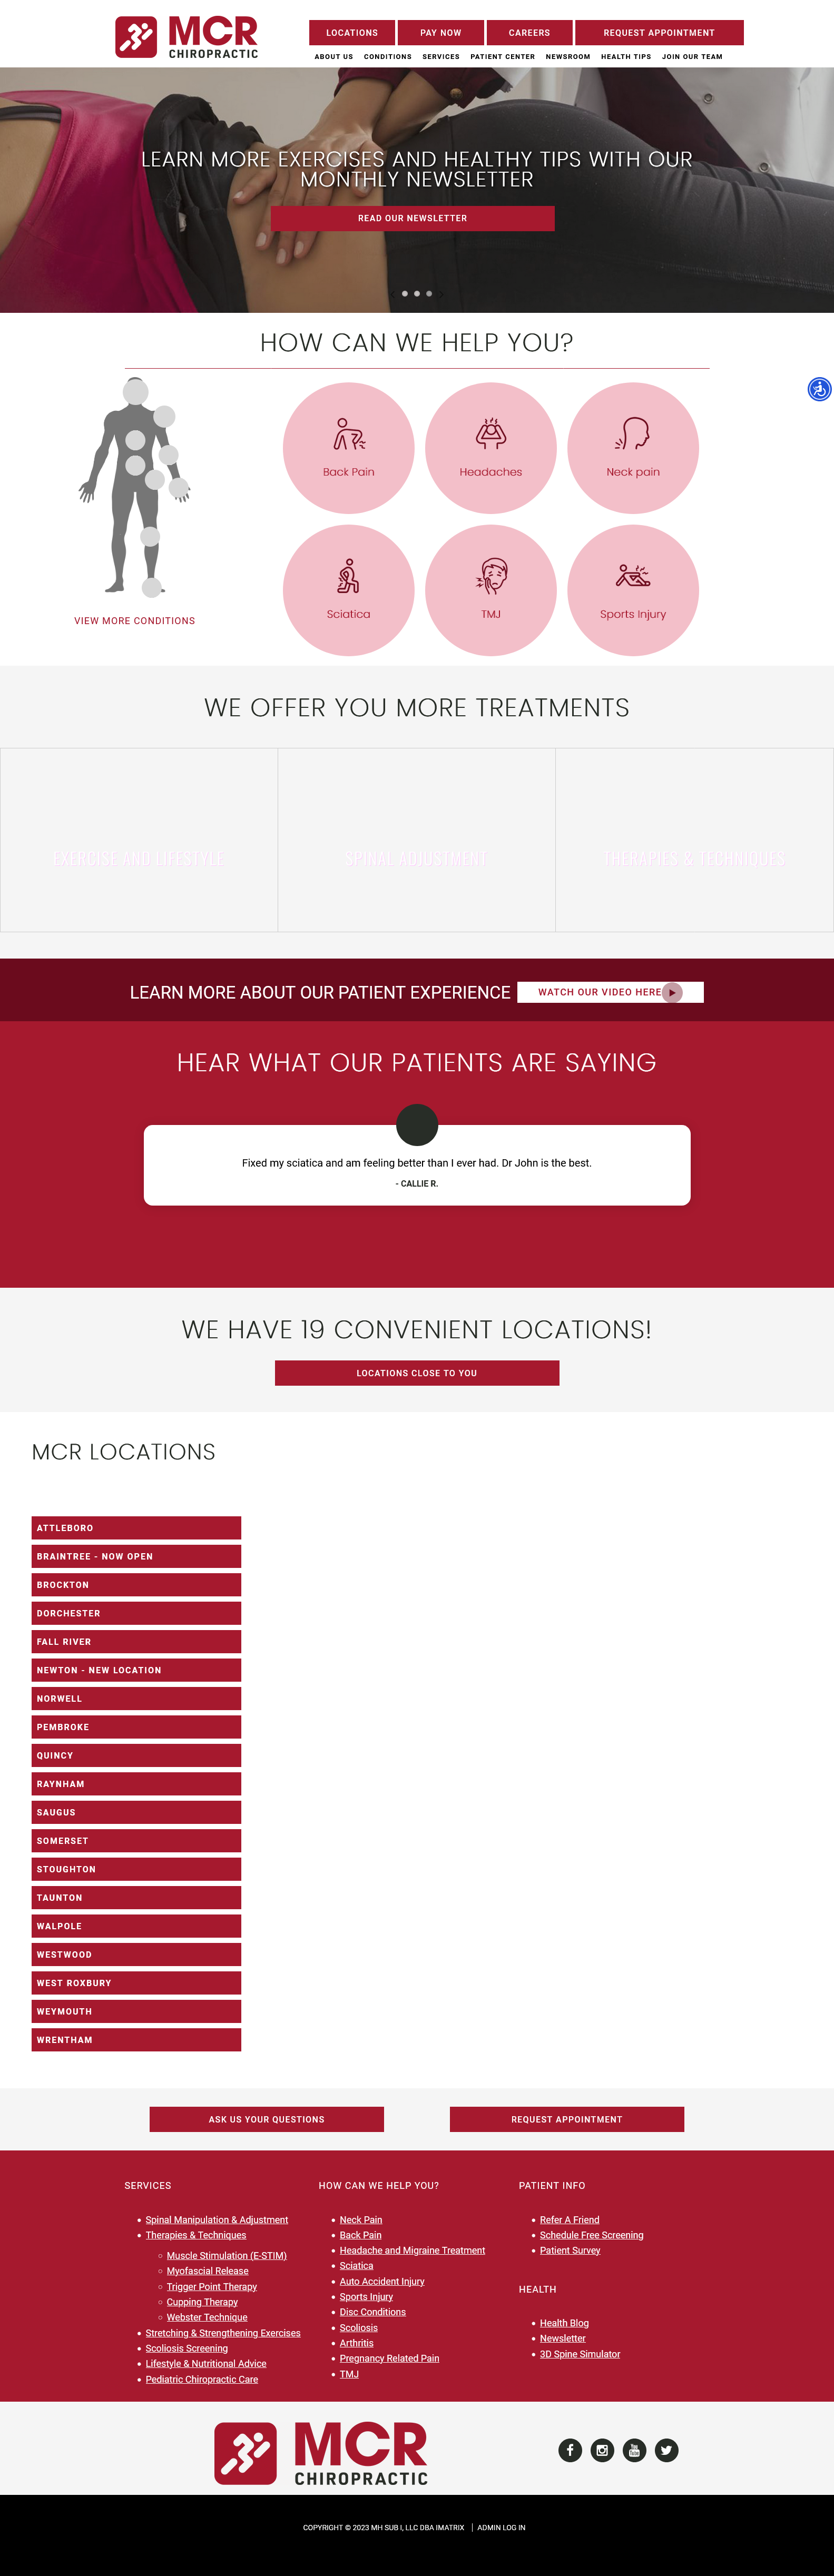 MCR
CHIROPRACTIC
LOCATIONS
PAY NOW
CAREERS
REQUEST APPOINTMENT
ABOUT US
CONDITIONS
SERVICES
PATIENT CENTER
NEWSROOM
HEALTH TIPS
JOIN OUR TEAM
LEARN MORE EXERCISES AND HEALTHY TIPS WITH OUR
MONTHLY NEWSLETTER
READ OUR NEWSLETTER
HOW CAN WE HELP YOU?
Back Pain
Headaches
Neck pain
Sciatica
TMJ
Sports Injury
VIEW MORE CONDITIONS
WE OFFER YOU MORE TREATMENTS
EXERCISE AND LIFESTYLE
SPINAL ADJUSTMENT
THERAPIES & TECHNIQUES
LEARN MORE ABOUT OUR PATIENT EXPERIENCE
WATCH OUR VIDEO HERE
HEAR WHAT OUR PATIENTS ARE SAYING
Fixed my sciatica and am feeling better than I ever had. Dr John is the best.
- CALLIE R.
WE HAVE 19 CONVENIENT LOCATIONS!
LOCATIONS CLOSE TO YOU
MCR LOCATIONS
ATTLEBORO
BRAINTREE - NOW OPEN
BROCKTON
DORCHESTER
FALL RIVER
NEWTON - NEW LOCATION
NORWELL
PEMBROKE
QUINCY
RAYNHAM
SAUGUS
SOMERSET
STOUGHTON
TAUNTON
WALPOLE
WESTWOOD
WEST ROXBURY
WEYMOUTH
WRENTHAM
ASK US YOUR QUESTIONS
REQUEST APPOINTMENT
SERVICES
Spinal Manipulation & Adjustment
Therapies & Techniques
Muscle Stimulation (E-STIM)
Myofascial Release
Trigger Point Therapy
Cupping Therapy
Webster Technique
Stretching & Strengthening Exercises
Scoliosis Screening
Lifestyle & Nutritional Advice
Pediatric Chiropractic Care
HOW CAN WE HELP YOU?
Neck Pain
Back Pain
Headache and Migraine Treatment
Sciatica
Auto Accident Injury
Sports Injury
Disc Conditions
Scoliosis
Arthritis
Pregnancy Related Pain
TMJ
PATIENT INFO
Refer A Friend
Schedule Free Screening
Patient Survey
HEALTH
Health Blog
Newsletter
3D Spine Simulator
MCR
CHIROPRACTIC
You
Tube
COPYRIGHT © 2023 MH SUB I, LLC DBA IMATRIX | ADMIN LOG IN